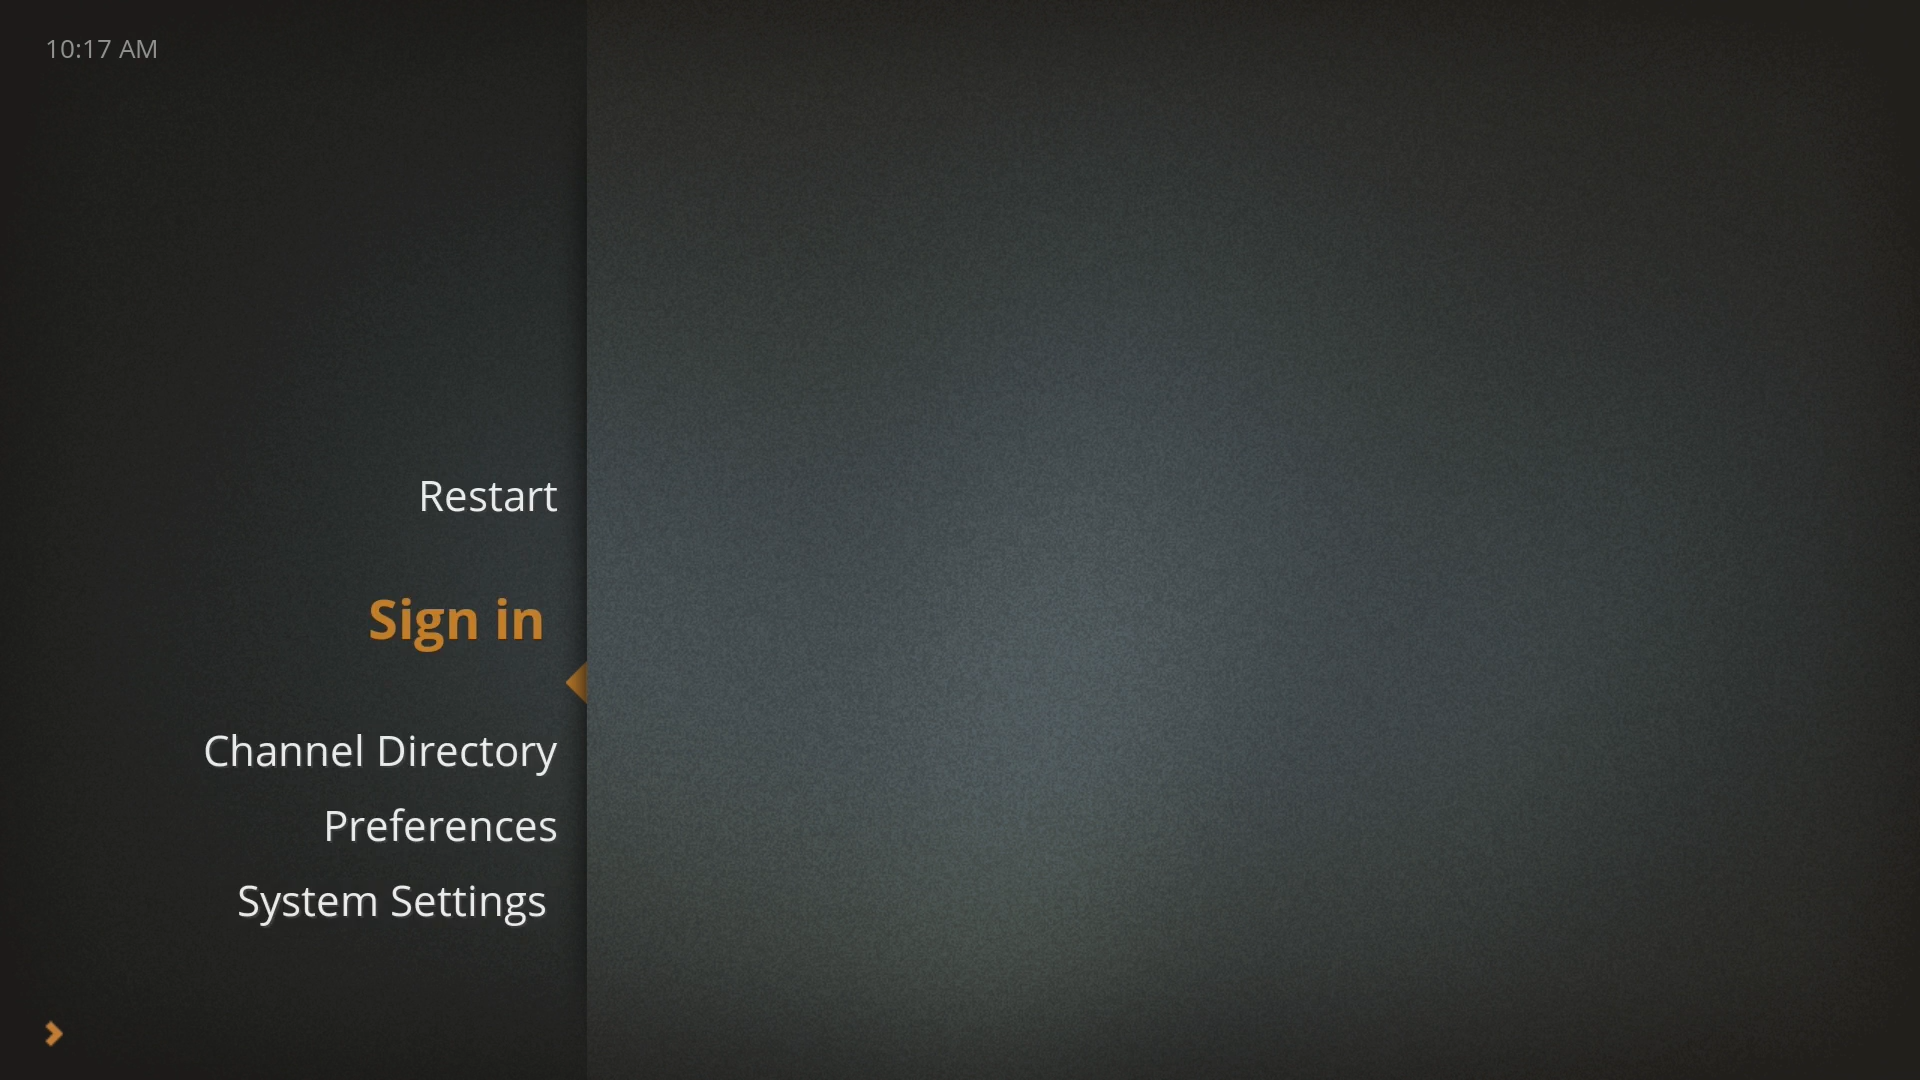 10:17 AM
Restart
Sign in
Channel Directory
Preferences
System Settings